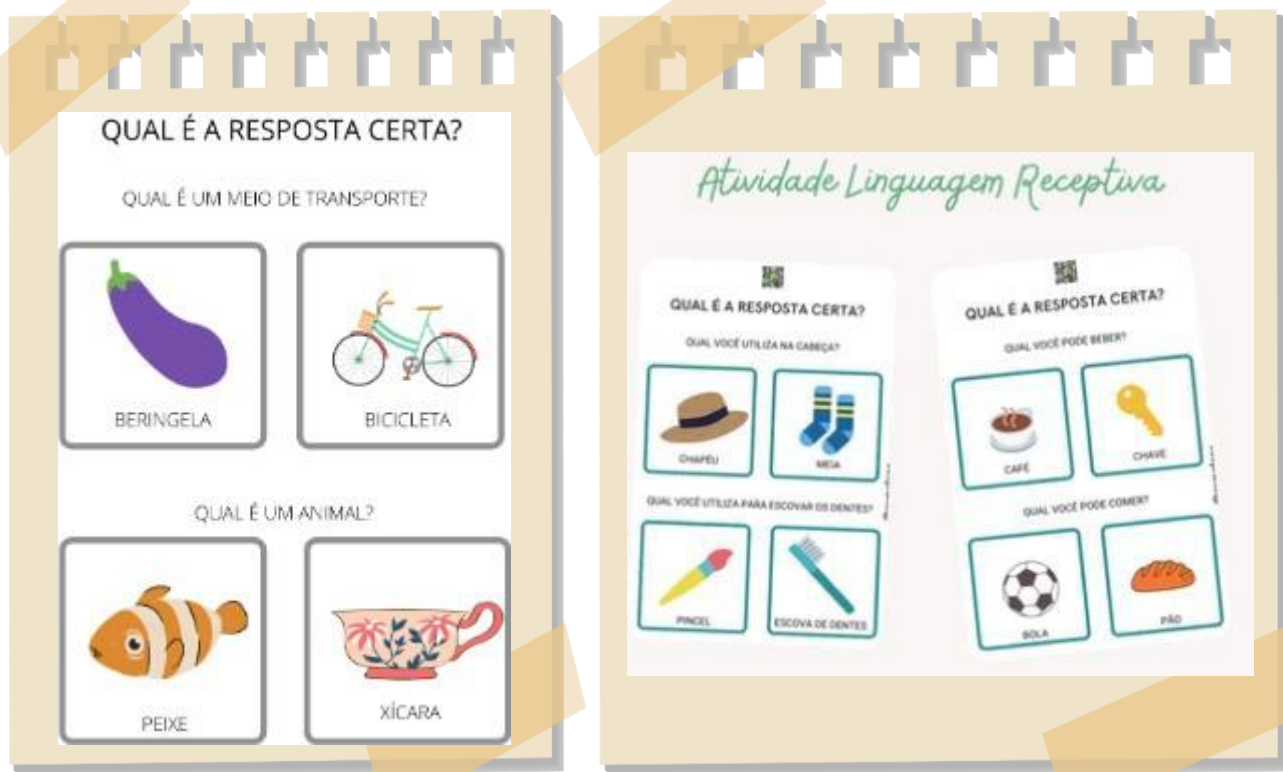 QUAL É A RESPOSTA CERTA?
QUAL É UM MEIO DE TRANSPORTE?
BERINGELA BICICLETA
QUAL É UM ANIMAL?
PEIXE XÍCARA
Atividade Linguagem Receptiva
QUAL É A RESPOSTA CERTA?
QUAL VOCÊ UTILIZA NA CABEÇA?
CHAPÉU MEIA
QUAL VOCÊ UTILIZA PARA ESCOVAR OS DENTES?
PINCEL ESCOVA DE DENTES
QUAL É A RESPOSTA CERTA?
QUAL VOCÊ PODE BEBER?
CAFÉ CHAVE
QUAL VOCÊ PODE COMER?
BOLA PÃO